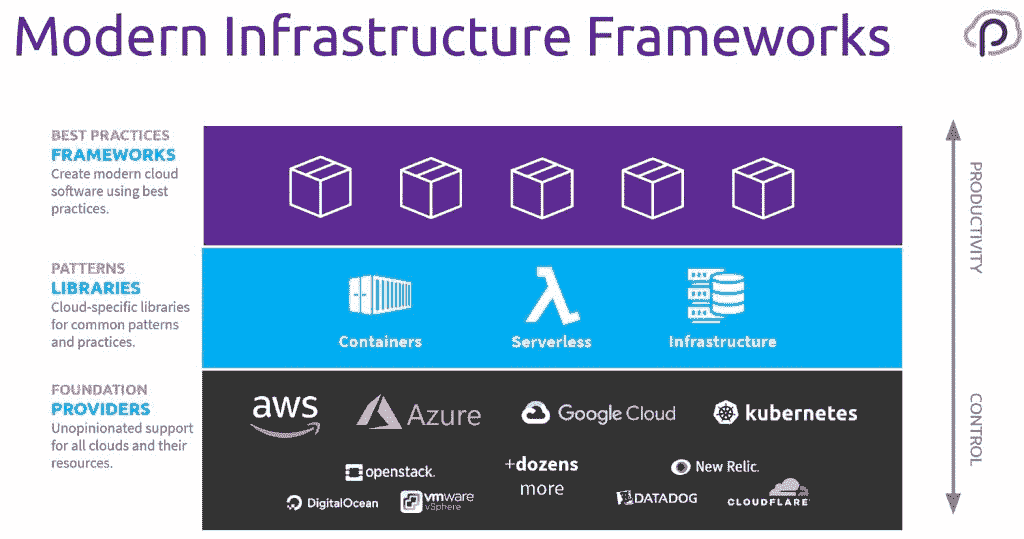 Modern Infrastructure Frameworks
BEST PRACTICES
FRAMEWORKS
Create modern cloud
software using best
practices.
PATTERNS
LIBRARIES
Cloud-specific libraries
for common patterns
and practices.
Containers
Serverless
Infrastructure
FOUNDATION
PROVIDERS
Unopinionated support
for all clouds and their
resources.
aws
Azure
Google Cloud
kubernetes
openstack.
+dozens
more
New Relic.
DigitalOcean
vmware
vSphere
DATADOG
CLOUDFLARE
PRODUCTIVITY
CONTROL